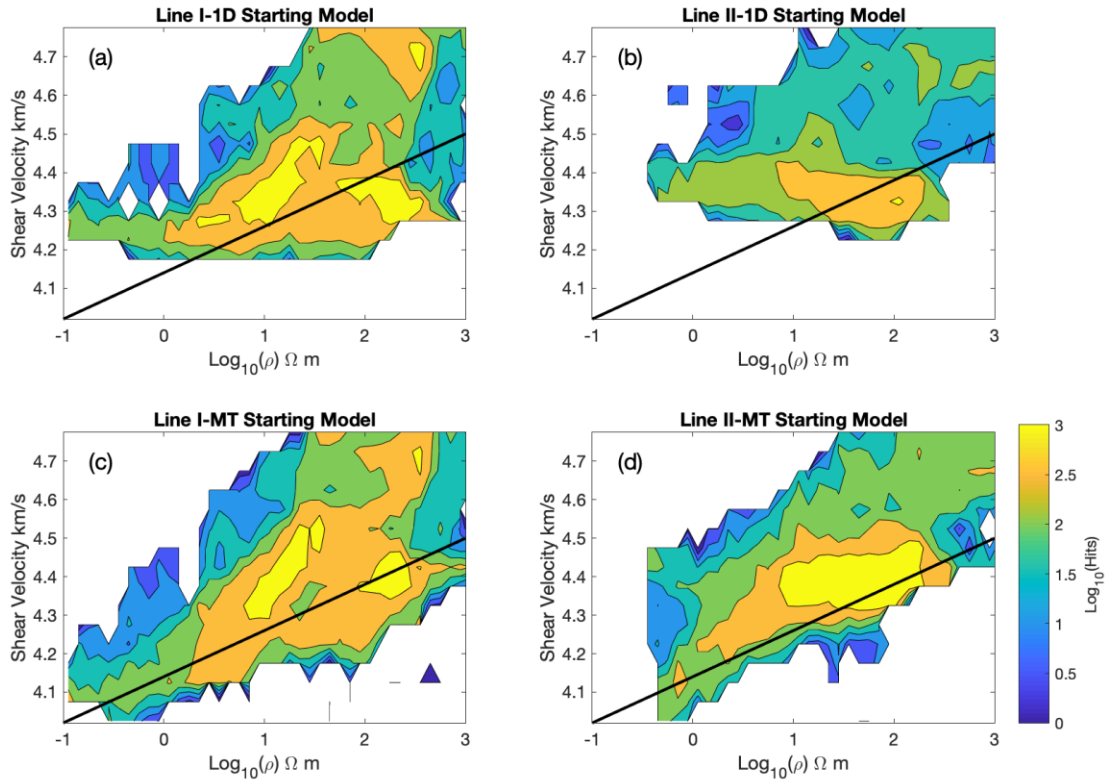 Line I-1D Starting Model
(a)
Shear Velocity km/s
4.7
4.6
4.5
4.4
4.3
4.2
4.1
-1 0 1 2 3
Log10(ρ) Ω m
Line II-1D Starting Model
(b)
Shear Velocity km/s
4.7
4.6
4.5
4.4
4.3
4.2
4.1
-1 0 1 2 3
Log10(ρ) Ω m
Line I-MT Starting Model
(c)
Shear Velocity km/s
4.7
4.6
4.5
4.4
4.3
4.2
4.1
-1 0 1 2 3
Log10(ρ) Ω m
Line II-MT Starting Model
(d)
Shear Velocity km/s
4.7
4.6
4.5
4.4
4.3
4.2
4.1
-1 0 1 2 3
Log10(ρ) Ω m
3
2.5
2
1.5
1
0.5
0
Log10(Hits)